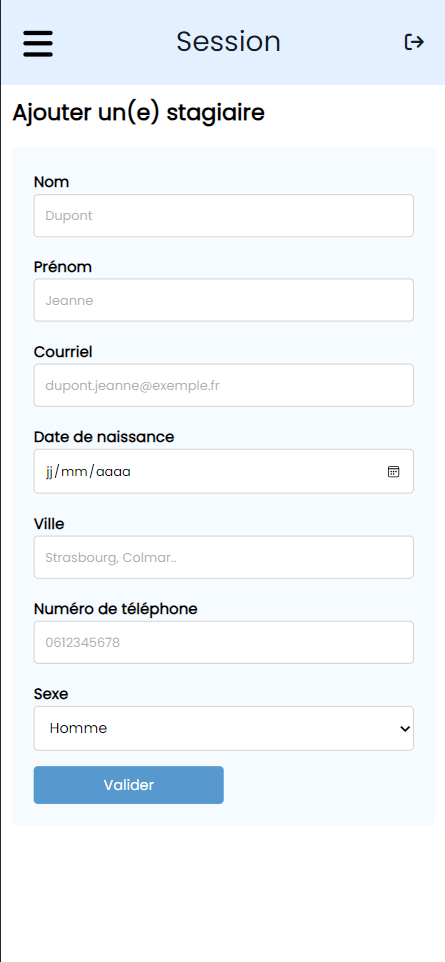 Session
Ajouter un(e) stagiaire
Nom
Dupont
Prénom
Jeanne
Courriel
dupont.jeanne@exemple.fr
Date de naissance
jj/mm/aaaa
Ville
Strasbourg, Colmar..
Numéro de téléphone
0612345678
Sexe
Homme
Valider